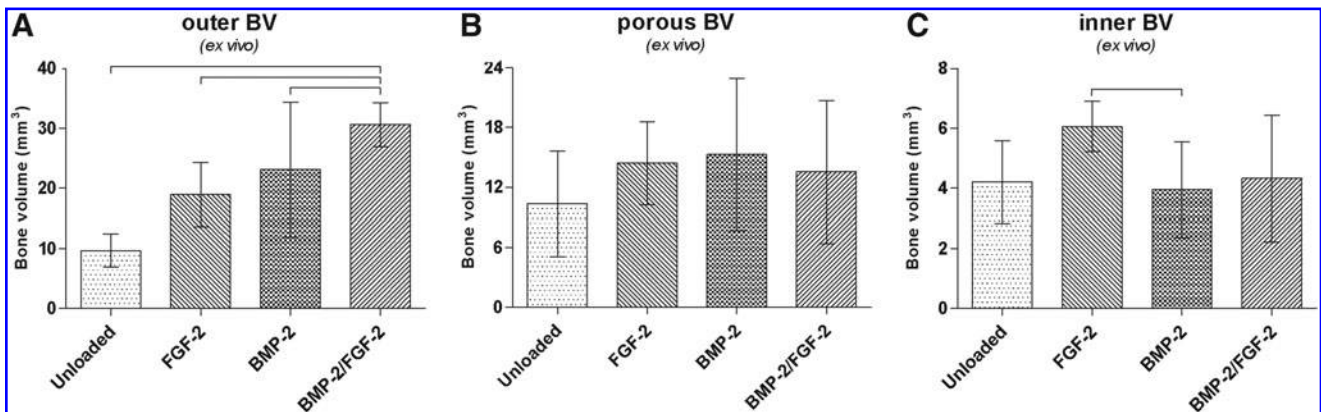 A
outer BV
(ex vivo)
Bone volume (mm³)
40
30
20
10
0
Unloaded
FGF-2
BMP-2
BMP-2/FGF-2
B
porous BV
(ex vivo)
Bone volume (mm³)
24
18
12
6
0
Unloaded
FGF-2
BMP-2
BMP-2/FGF-2
C
inner BV
(ex vivo)
Bone volume (mm³)
8
6
4
2
0
Unloaded
FGF-2
BMP-2
BMP-2/FGF-2